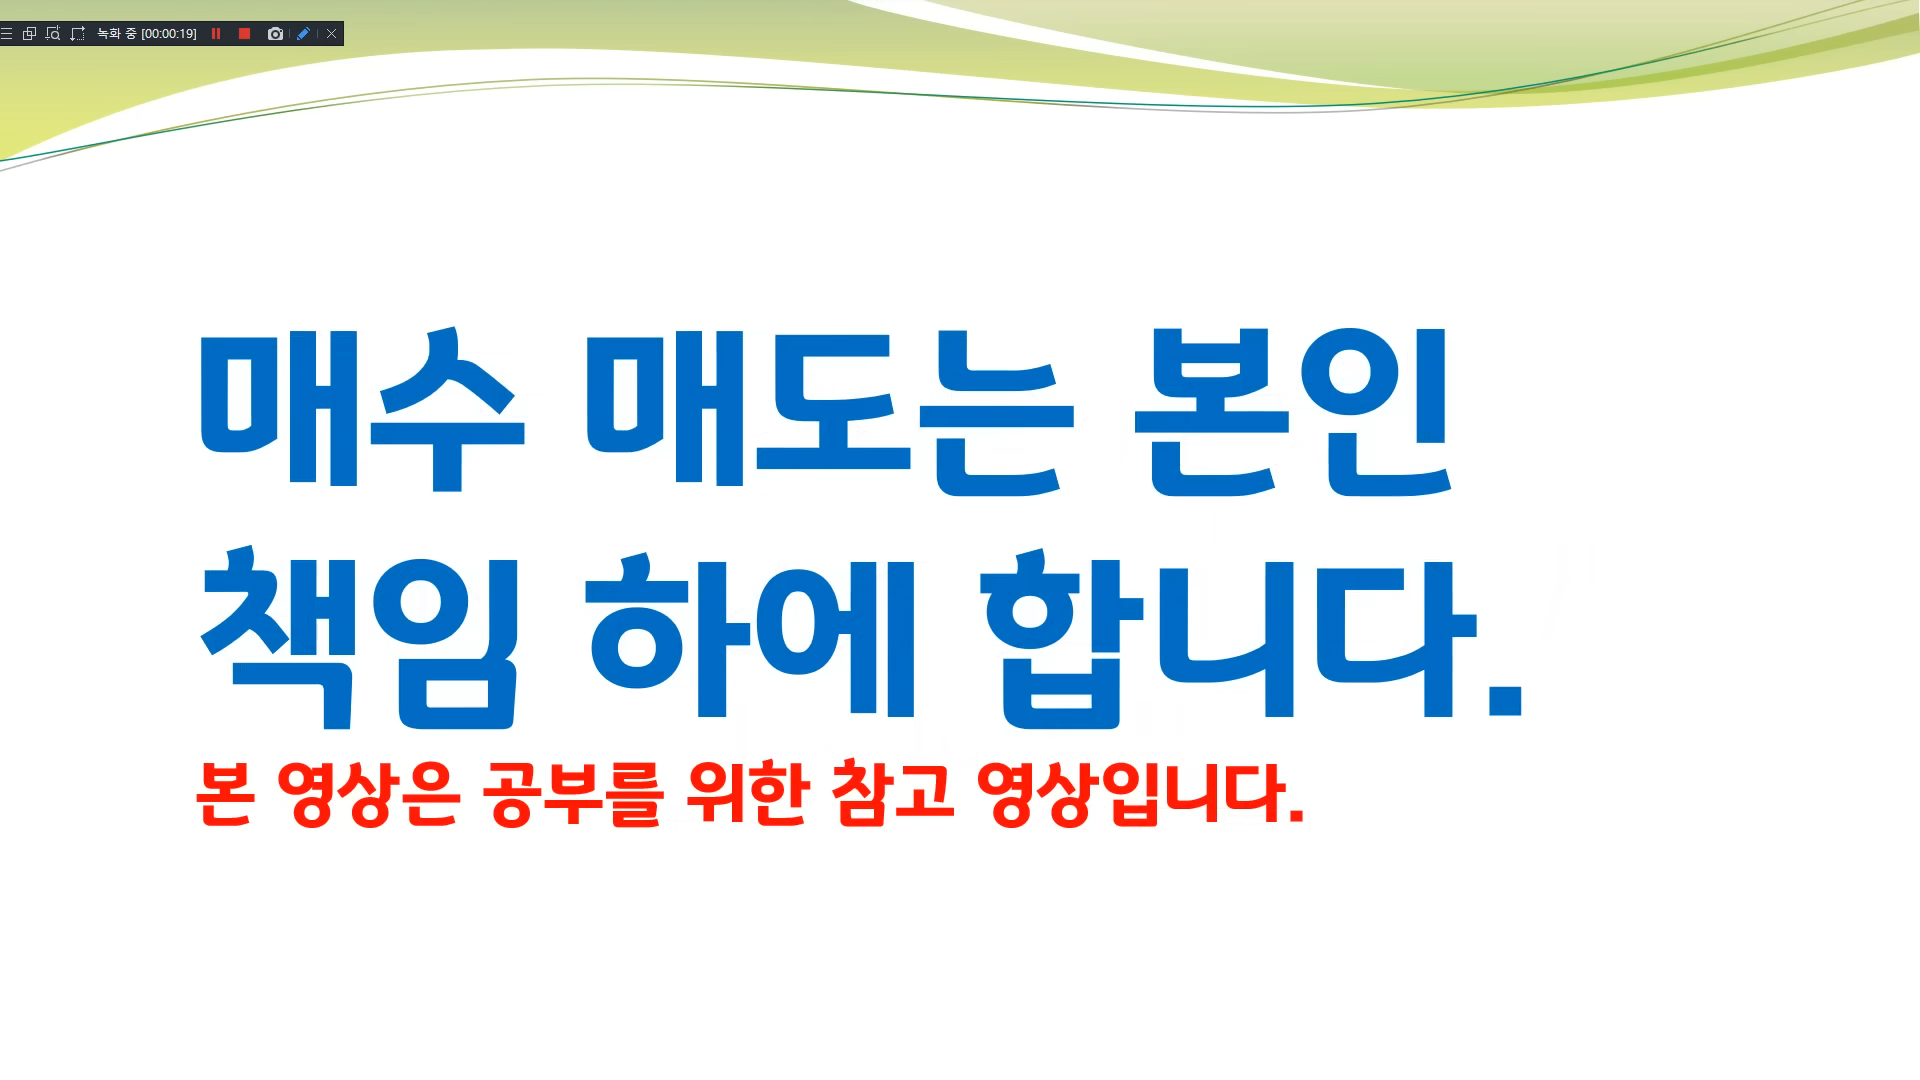 녹화 중 [00:00:19]
매수 매도는 본인
책임 하에 합니다.
본 영상은 공부를 위한 참고 영상입니다.